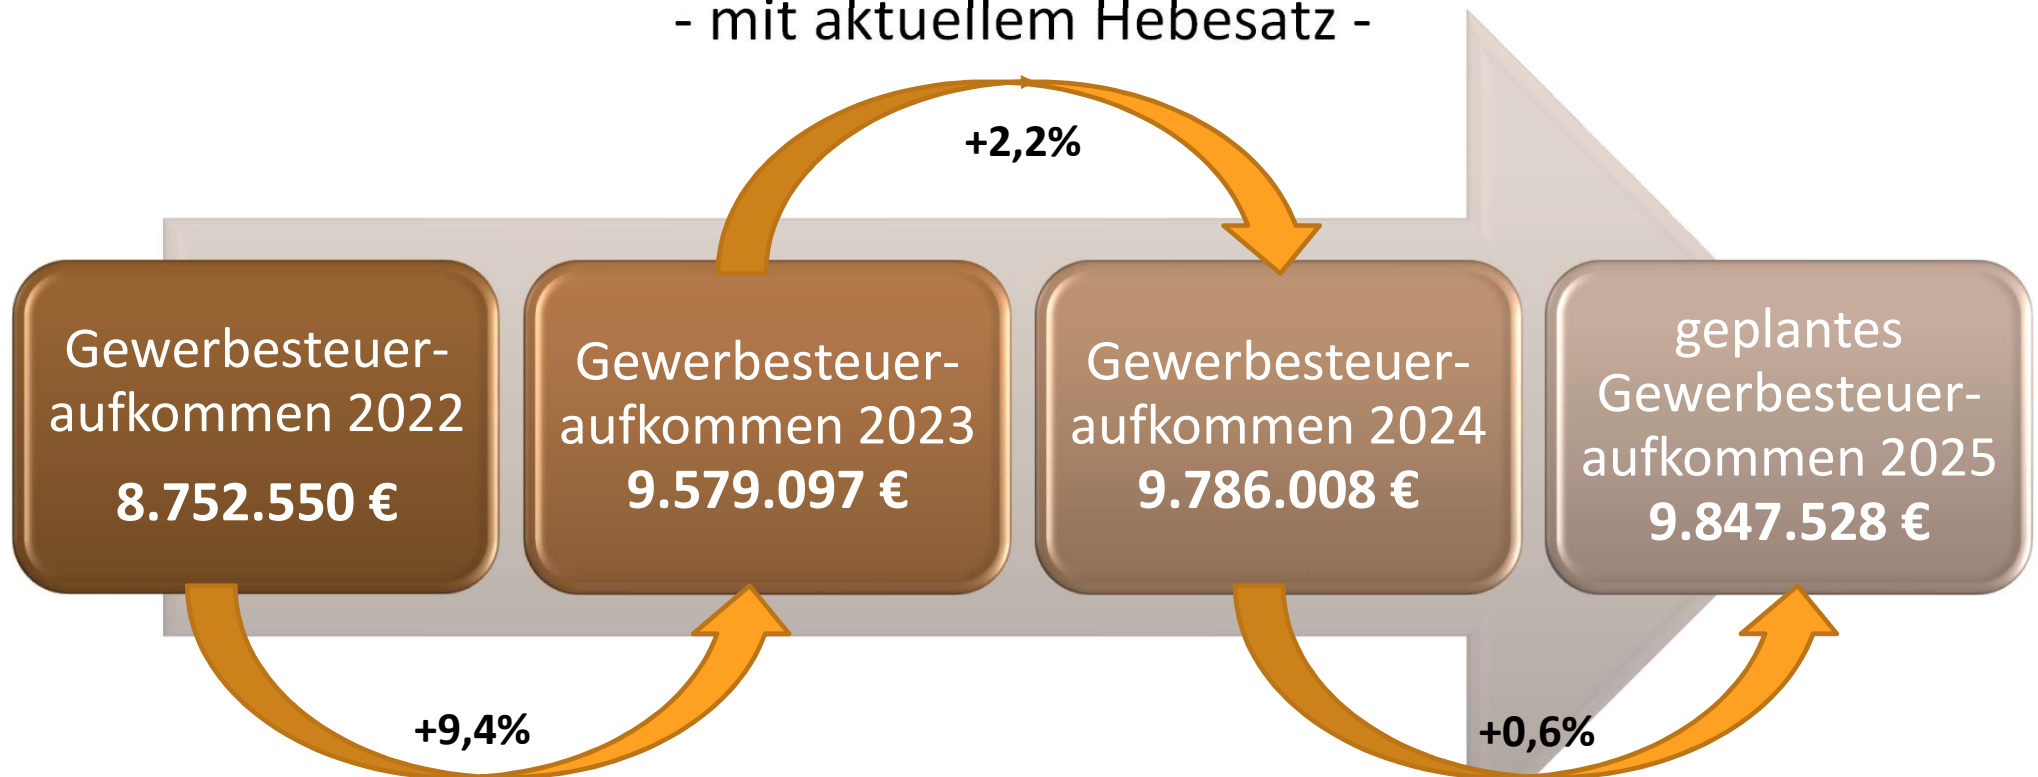 - mit aktuellem Hebesatz -
+2,2%
Gewerbesteuer-
aufkommen 2022
8.752.550 €
Gewerbesteuer-
aufkommen 2023
9.579.097 €
Gewerbesteuer-
aufkommen 2024
9.786.008 €
geplantes
Gewerbesteuer-
aufkommen 2025
9.847.528 €
+9,4%
+0,6%